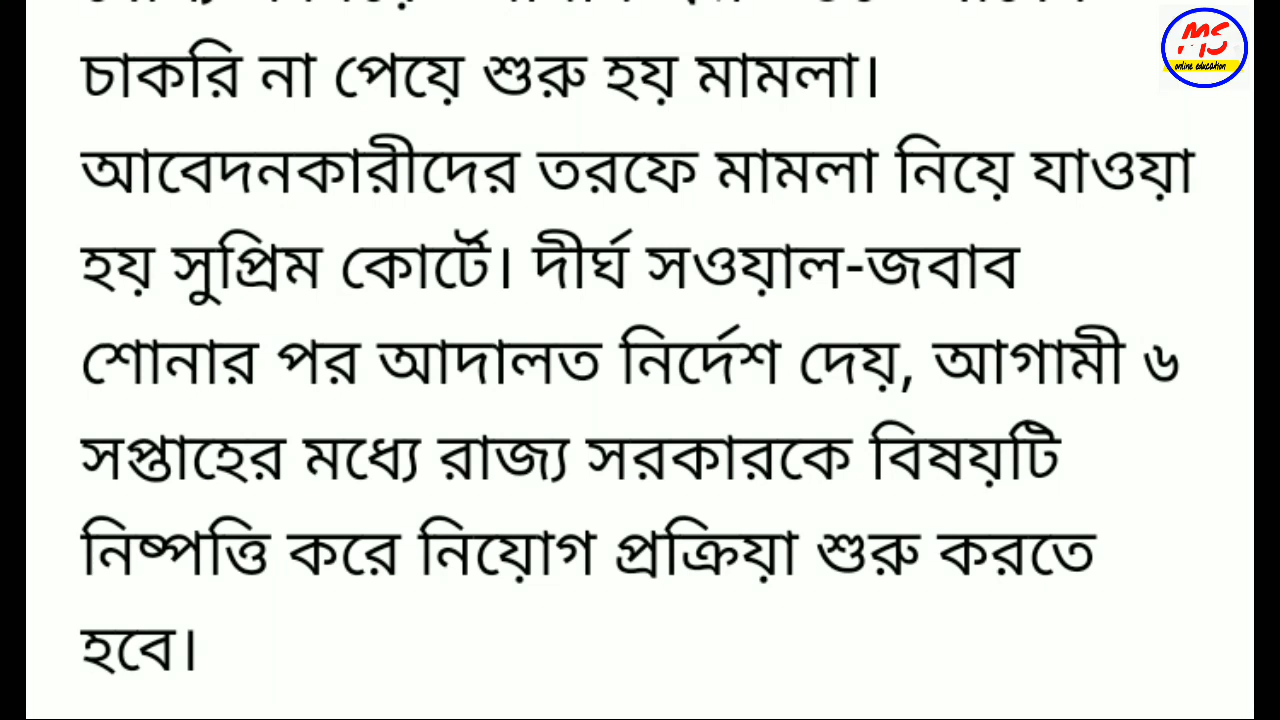 চাকরি না পেয়ে শুরু হয় মামলা।
আবেদনকারীদের তরফে মামলা নিয়ে যাওয়া
হয় সুপ্রিম কোর্টে। দীর্ঘ সওয়াল-জবাব
শোনার পর আদালত নির্দেশ দেয়, আগামী ৬
সপ্তাহের মধ্যে রাজ্য সরকারকে বিষয়টি
নিষ্পত্তি করে নিয়োগ প্রক্রিয়া শুরু করতে
হবে।
MS
online education